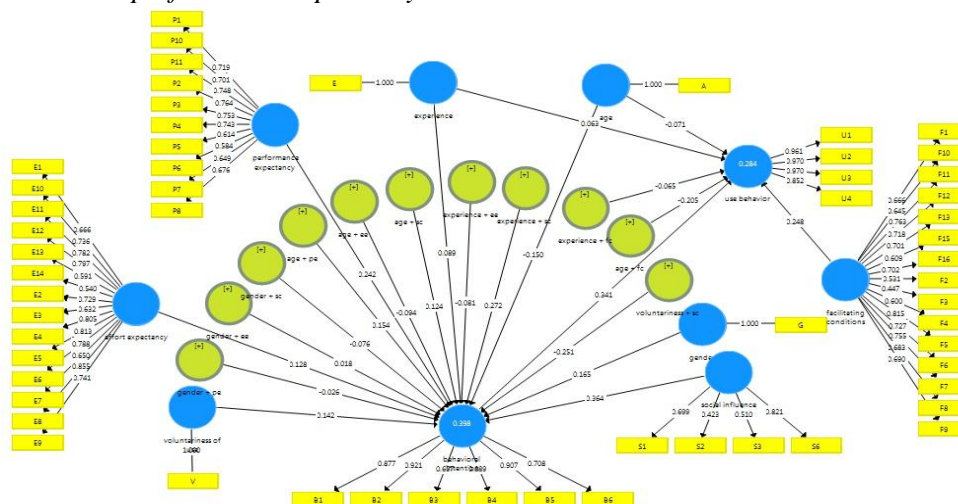 P1
P10
P11
P2
P3
P4
P5
P6
P7
P8
0.719
0.701
0.748
0.764
0.753
0.743
0.614
0.584
0.649
0.676
performance
expectancy
E
1.000
experience
age
1.000
A
0.063
-0.071
0.284
use behavior
0.961
0.970
0.970
0.852
U1
U2
U3
U4
F1
F10
F11
F12
F13
F15
F16
F2
F3
F4
F5
F6
F7
F8
F9
0.666
0.645
0.763
0.718
0.701
0.609
0.702
0.531
0.447
0.600
0.815
0.727
0.755
0.683
0.690
facilitating
conditions
0.248
E1
E10
E11
E12
E13
E14
E2
E3
E4
E5
E6
E7
E8
E9
0.666
0.736
0.782
0.797
0.591
0.540
0.729
0.632
0.805
0.813
0.788
0.650
0.855
0.741
effort expectancy
[+]
gender + pe
[+]
gender + ee
[+]
gender + sc
[+]
age + pe
[+]
age + ee
[+]
age + sc
[+]
experience + ee
[+]
experience + sc
[+]
experience + fc
[+]
age + fc
[+]
voluntariness + sc
-0.065
-0.205
0.242
0.089
-0.150
0.154
-0.094
0.124
-0.081
0.272
0.341
-0.076
0.018
0.128
-0.026
0.142
-0.251
0.165
0.364
1.000
G
social influence
0.699
0.423
0.510
0.821
S1
S2
S3
S6
voluntariness of
V
0.398
behavioral
0.877
0.921
0.907
0.708
B1
B2
B3
B4
B5
B6